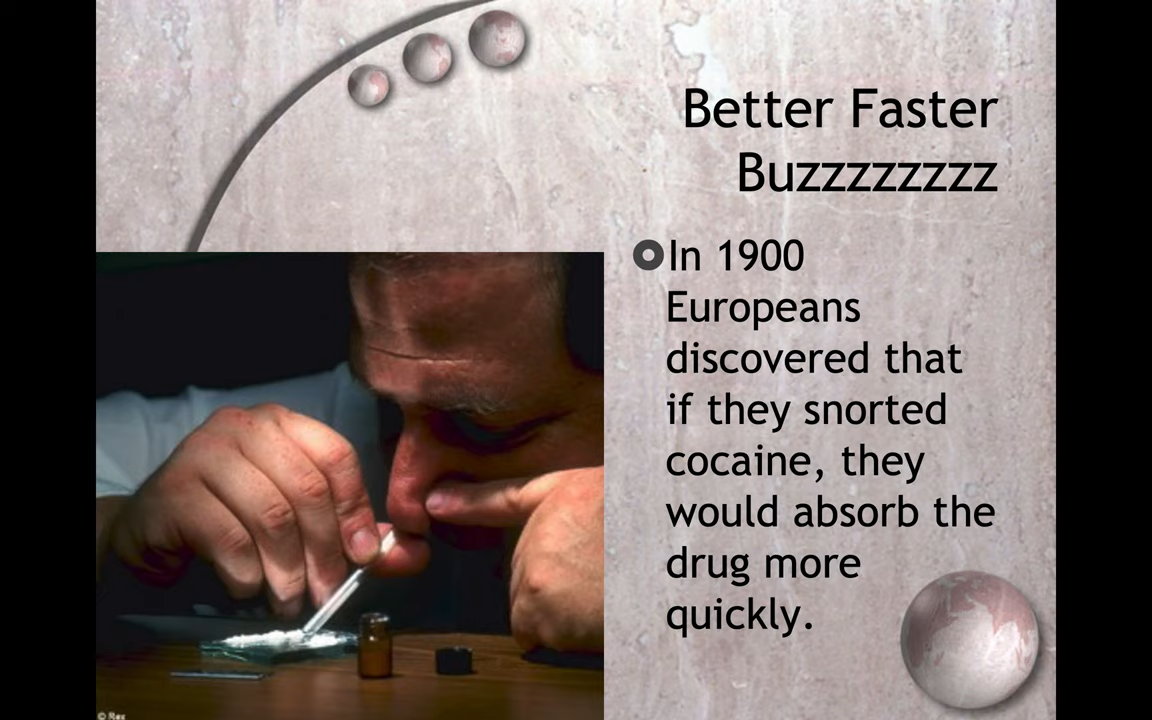 Better Faster
Buzzzzzzzzz
In 1900
Europeans
discovered that
if they snorted
cocaine, they
would absorb the
drug more
quickly.
© Rex